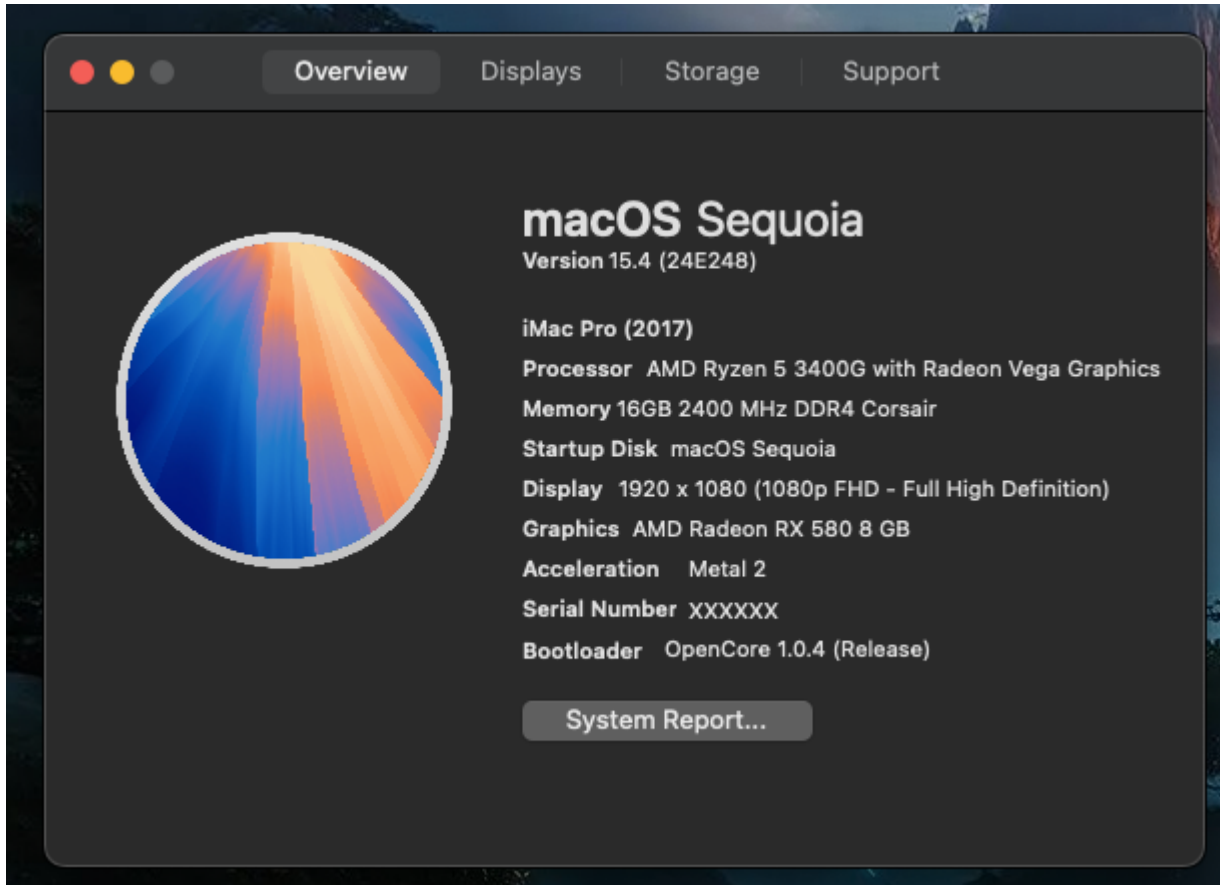 Overview Displays Storage Support
macOS Sequoia
Version 15.4 (24E248)
iMac Pro (2017)
Processor AMD Ryzen 5 3400G with Radeon Vega Graphics
Memory 16GB 2400 MHz DDR4 Corsair
Startup Disk macOS Sequoia
Display 1920 x 1080 (1080p FHD - Full High Definition)
Graphics AMD Radeon RX 580 8 GB
Acceleration Metal 2
Serial Number XXXXXX
Bootloader OpenCore 1.0.4 (Release)
System Report...